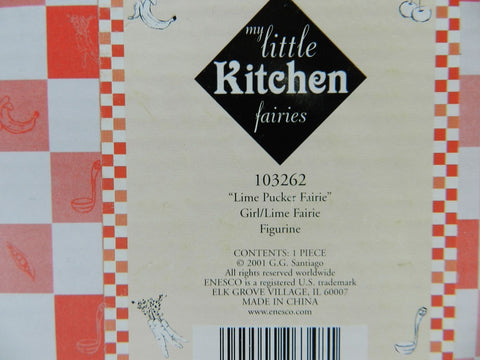 my
little
Kitchen
fairies
103262
"Lime Pucker Fairie"
Girl/Lime Fairie
Figurine
CONTENTS: 1 PIECE
© 2001 G.G. Santiago
All rights reserved worldwide
ENESCO is a registered U.S. trademark
ELK GROVE VILLAGE, IL 60007
MADE IN CHINA
www.enesco.com